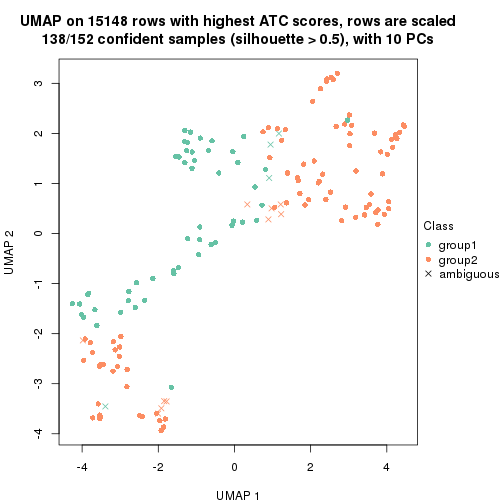 UMAP on 15148 rows with highest ATC scores, rows are scaled
138/152 confident samples (silhouette > 0.5), with 10 PCs
3
2
1
0
-1
-2
-3
-4
UMAP 2
-4
-2
0
2
4
UMAP 1
Class
group1
group2
ambiguous